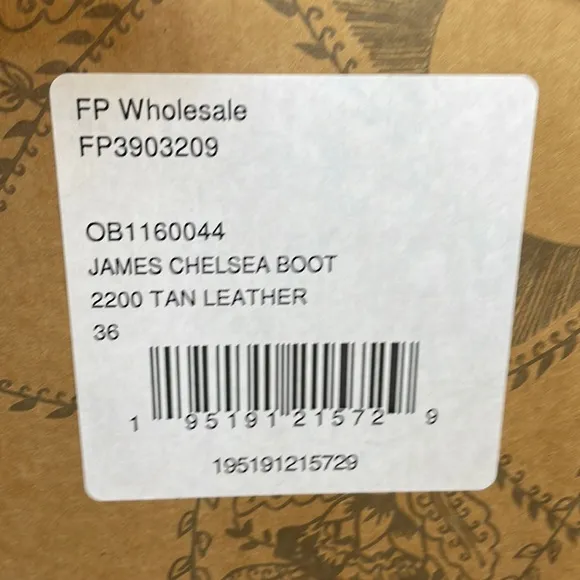 FP Wholesale
FP3903209
OB1160044
JAMES CHELSEA BOOT
2200 TAN LEATHER
36
1 95191 21572 9
195191215729